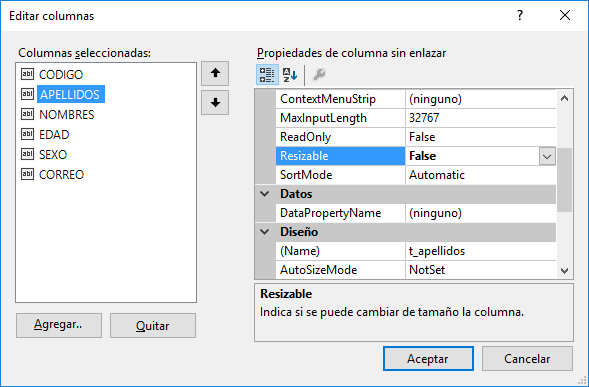 Editar columnas
?
Columnas seleccionadas:
abl CODIGO
abl APELLIDOS
abl NOMBRES
abl EDAD
abl SEXO
abl CORREO
Agregar..
Quitar
Propiedades de columna sin enlazar
A
Z
ContextMenuStrip (ninguno)
MaxInputLength 32767
ReadOnly False
Resizable False
SortMode Automatic
Datos
DataPropertyName (ninguno)
Diseño
(Name) t_apellidos
AutoSizeMode NotSet
Resizable
Indica si se puede cambiar de tamaño la columna.
Aceptar
Cancelar